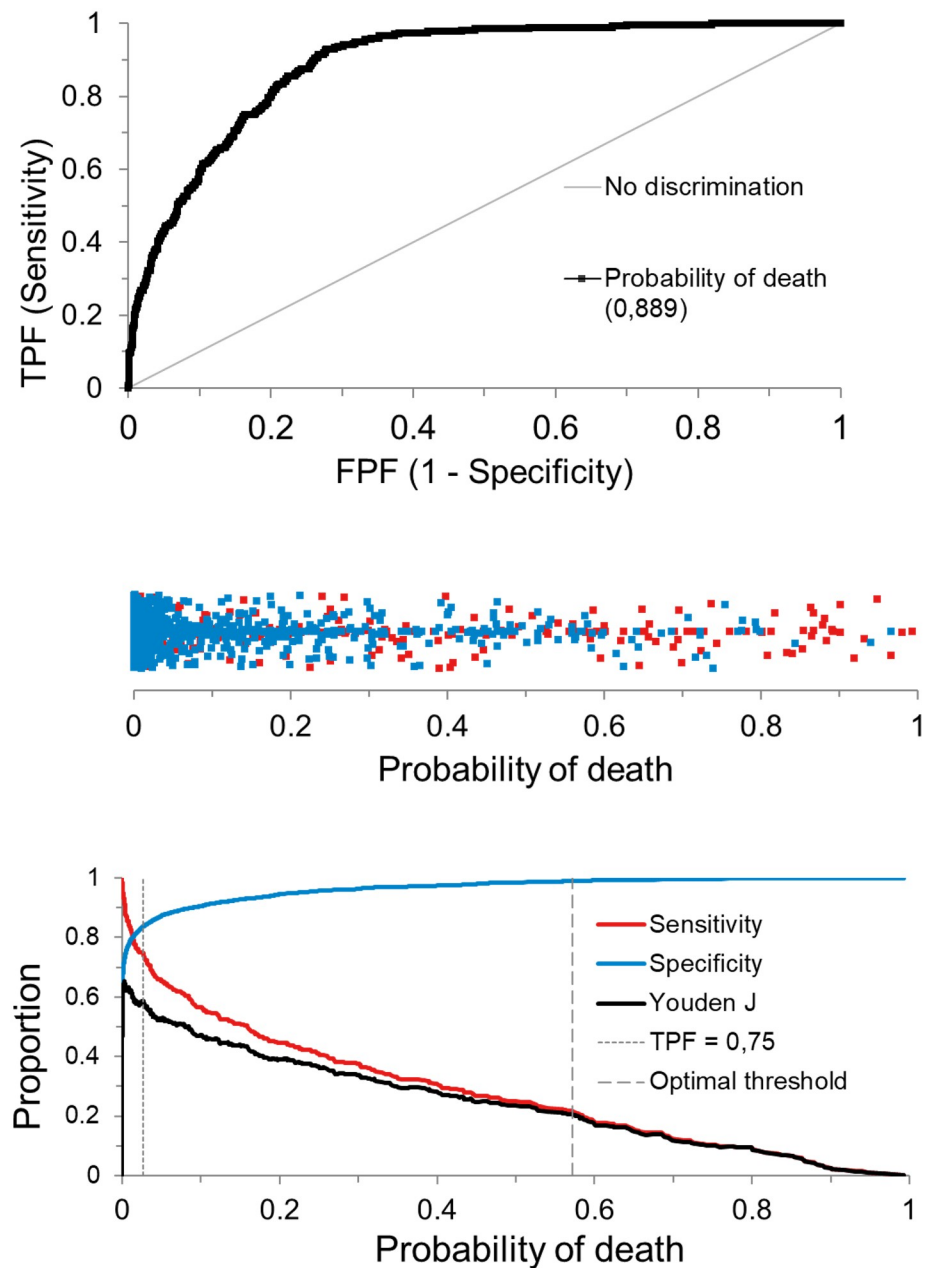 1
0.8
0.6
0.4
0.2
0
TPF (Sensitivity)
No discrimination
Probability of death
(0,889)
0 0.2 0.4 0.6 0.8 1
FPF (1 - Specificity)
0 0.2 0.4 0.6 0.8 1
Probability of death
1
0.8
0.6
0.4
0.2
0
Proportion
Sensitivity
Specificity
Youden J
TPF = 0,75
Optimal threshold
0 0.2 0.4 0.6 0.8 1
Probability of death